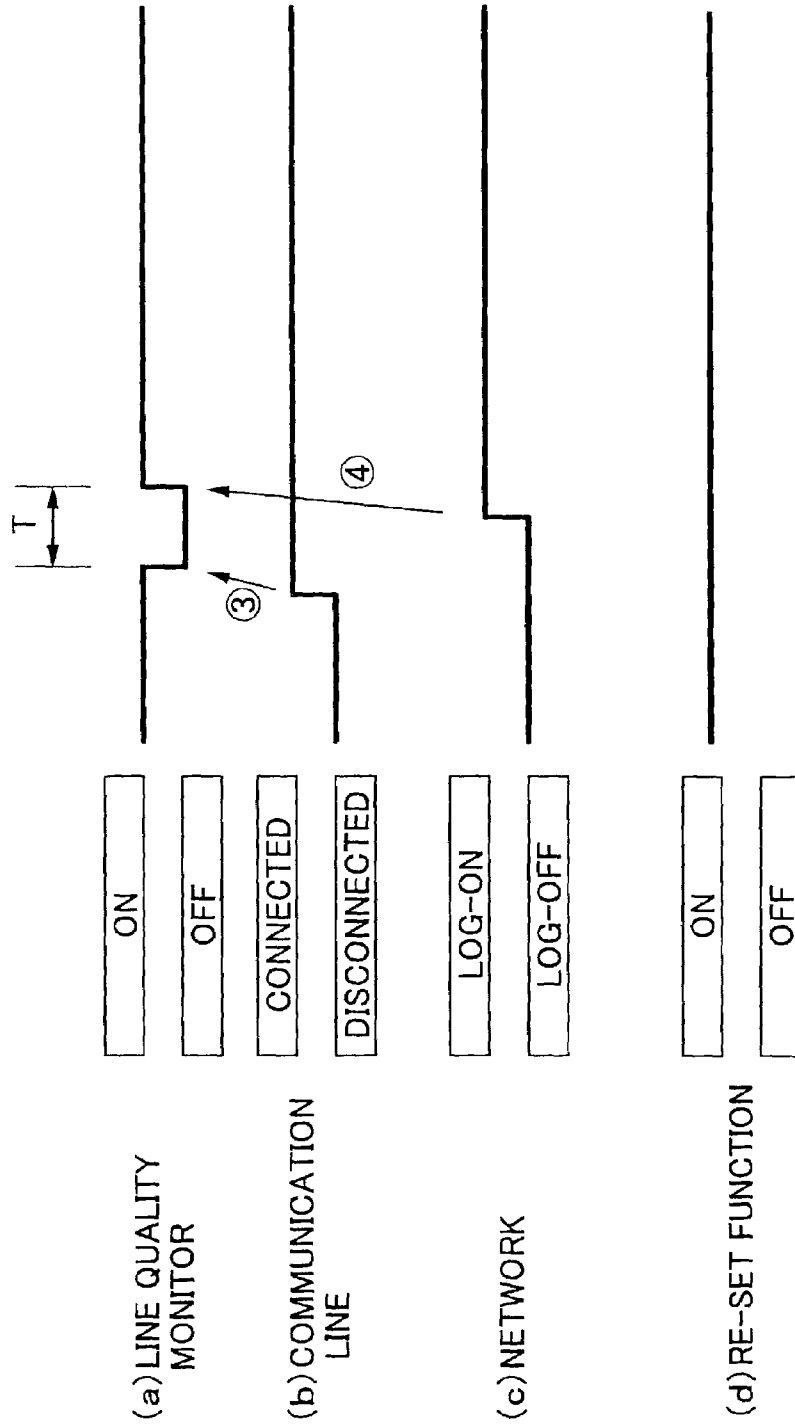 T
③
④
(a)LINE QUALITY
MONITOR
ON
OFF
(b)COMMUNICATION
LINE
CONNECTED
DISCONNECTED
(c)NETWORK
LOG-ON
LOG-OFF
(d)RE-SET FUNCTION
ON
OFF